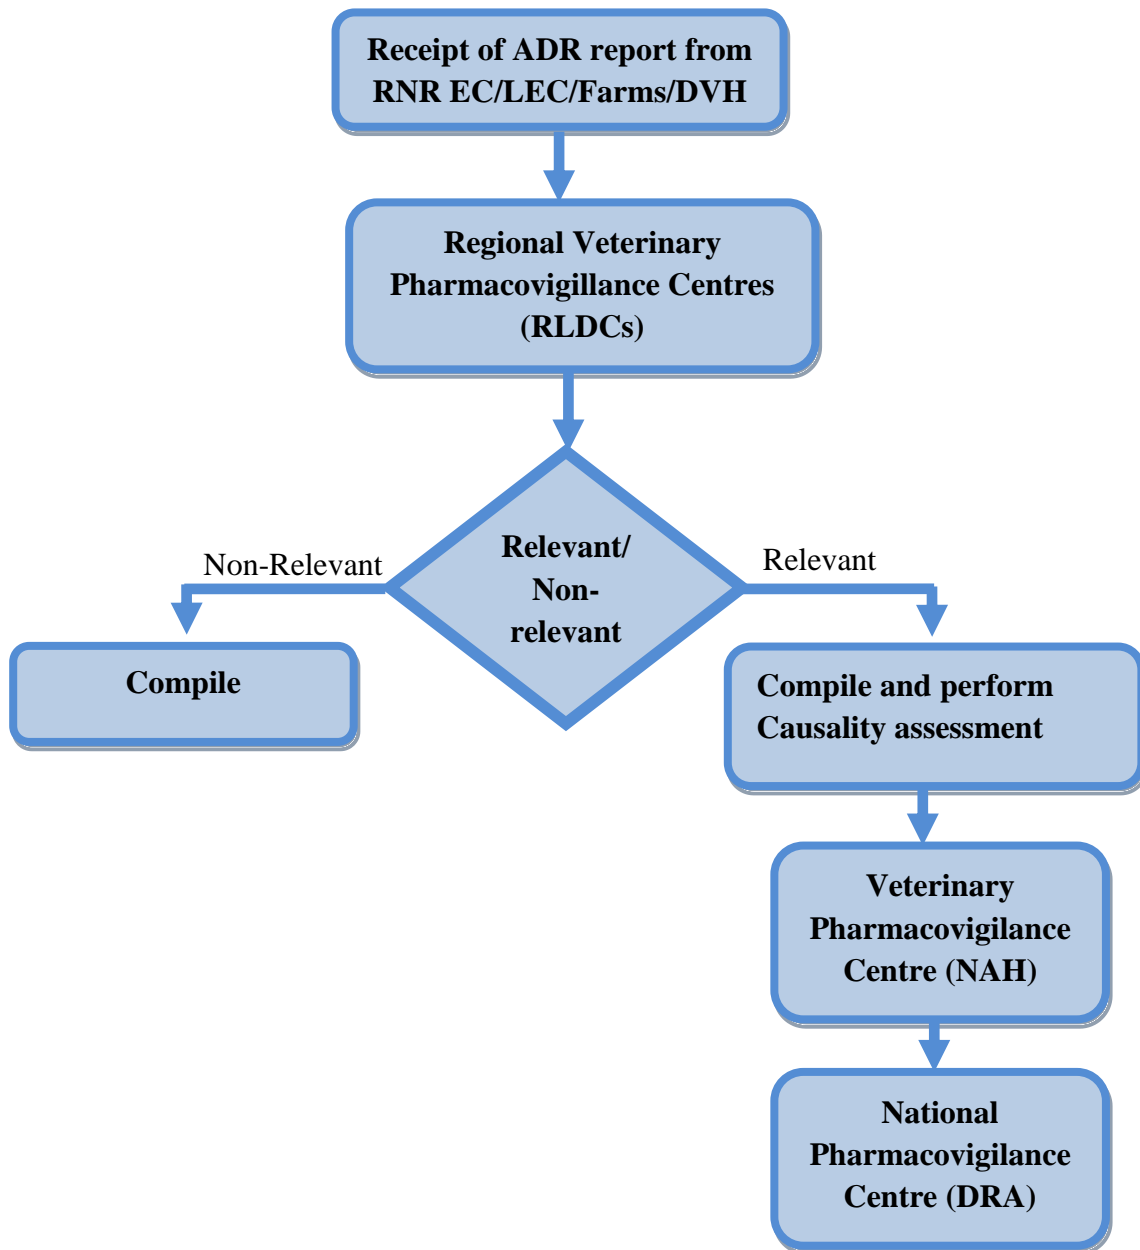 Receipt of ADR report from
RNR EC/LEC/Farms/DVH
Regional Veterinary
Pharmacovigillance Centres
(RLDCs)
Relevant/
Non-
relevant
Non-Relevant
Relevant
Compile
Compile and perform
Causality assessment
Veterinary
Pharmacovigilance
Centre (NAH)
National
Pharmacovigilance
Centre (DRA)